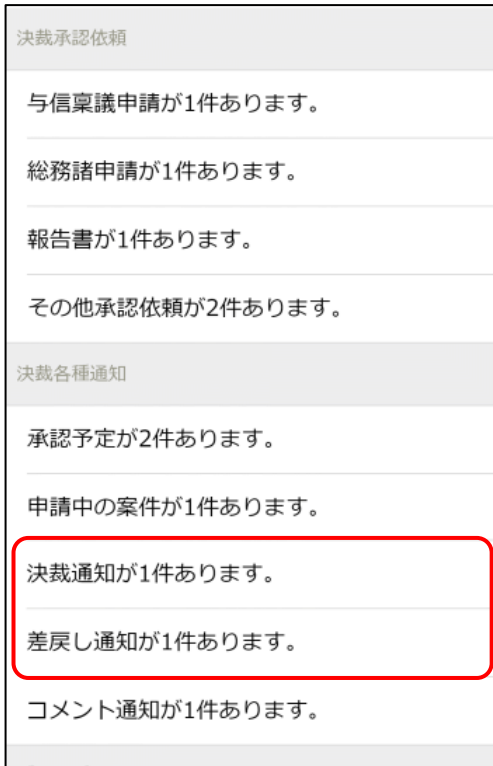 決裁承認依頼
与信稟議申請が1件あります。
総務諸申請が1件あります。
報告書が1件あります。
その他承認依頼が2件あります。
決裁各種通知
承認予定が2件あります。
申請中の案件が1件あります。
決裁通知が1件あります。
差戻し通知が1件あります。
コメント通知が1件あります。